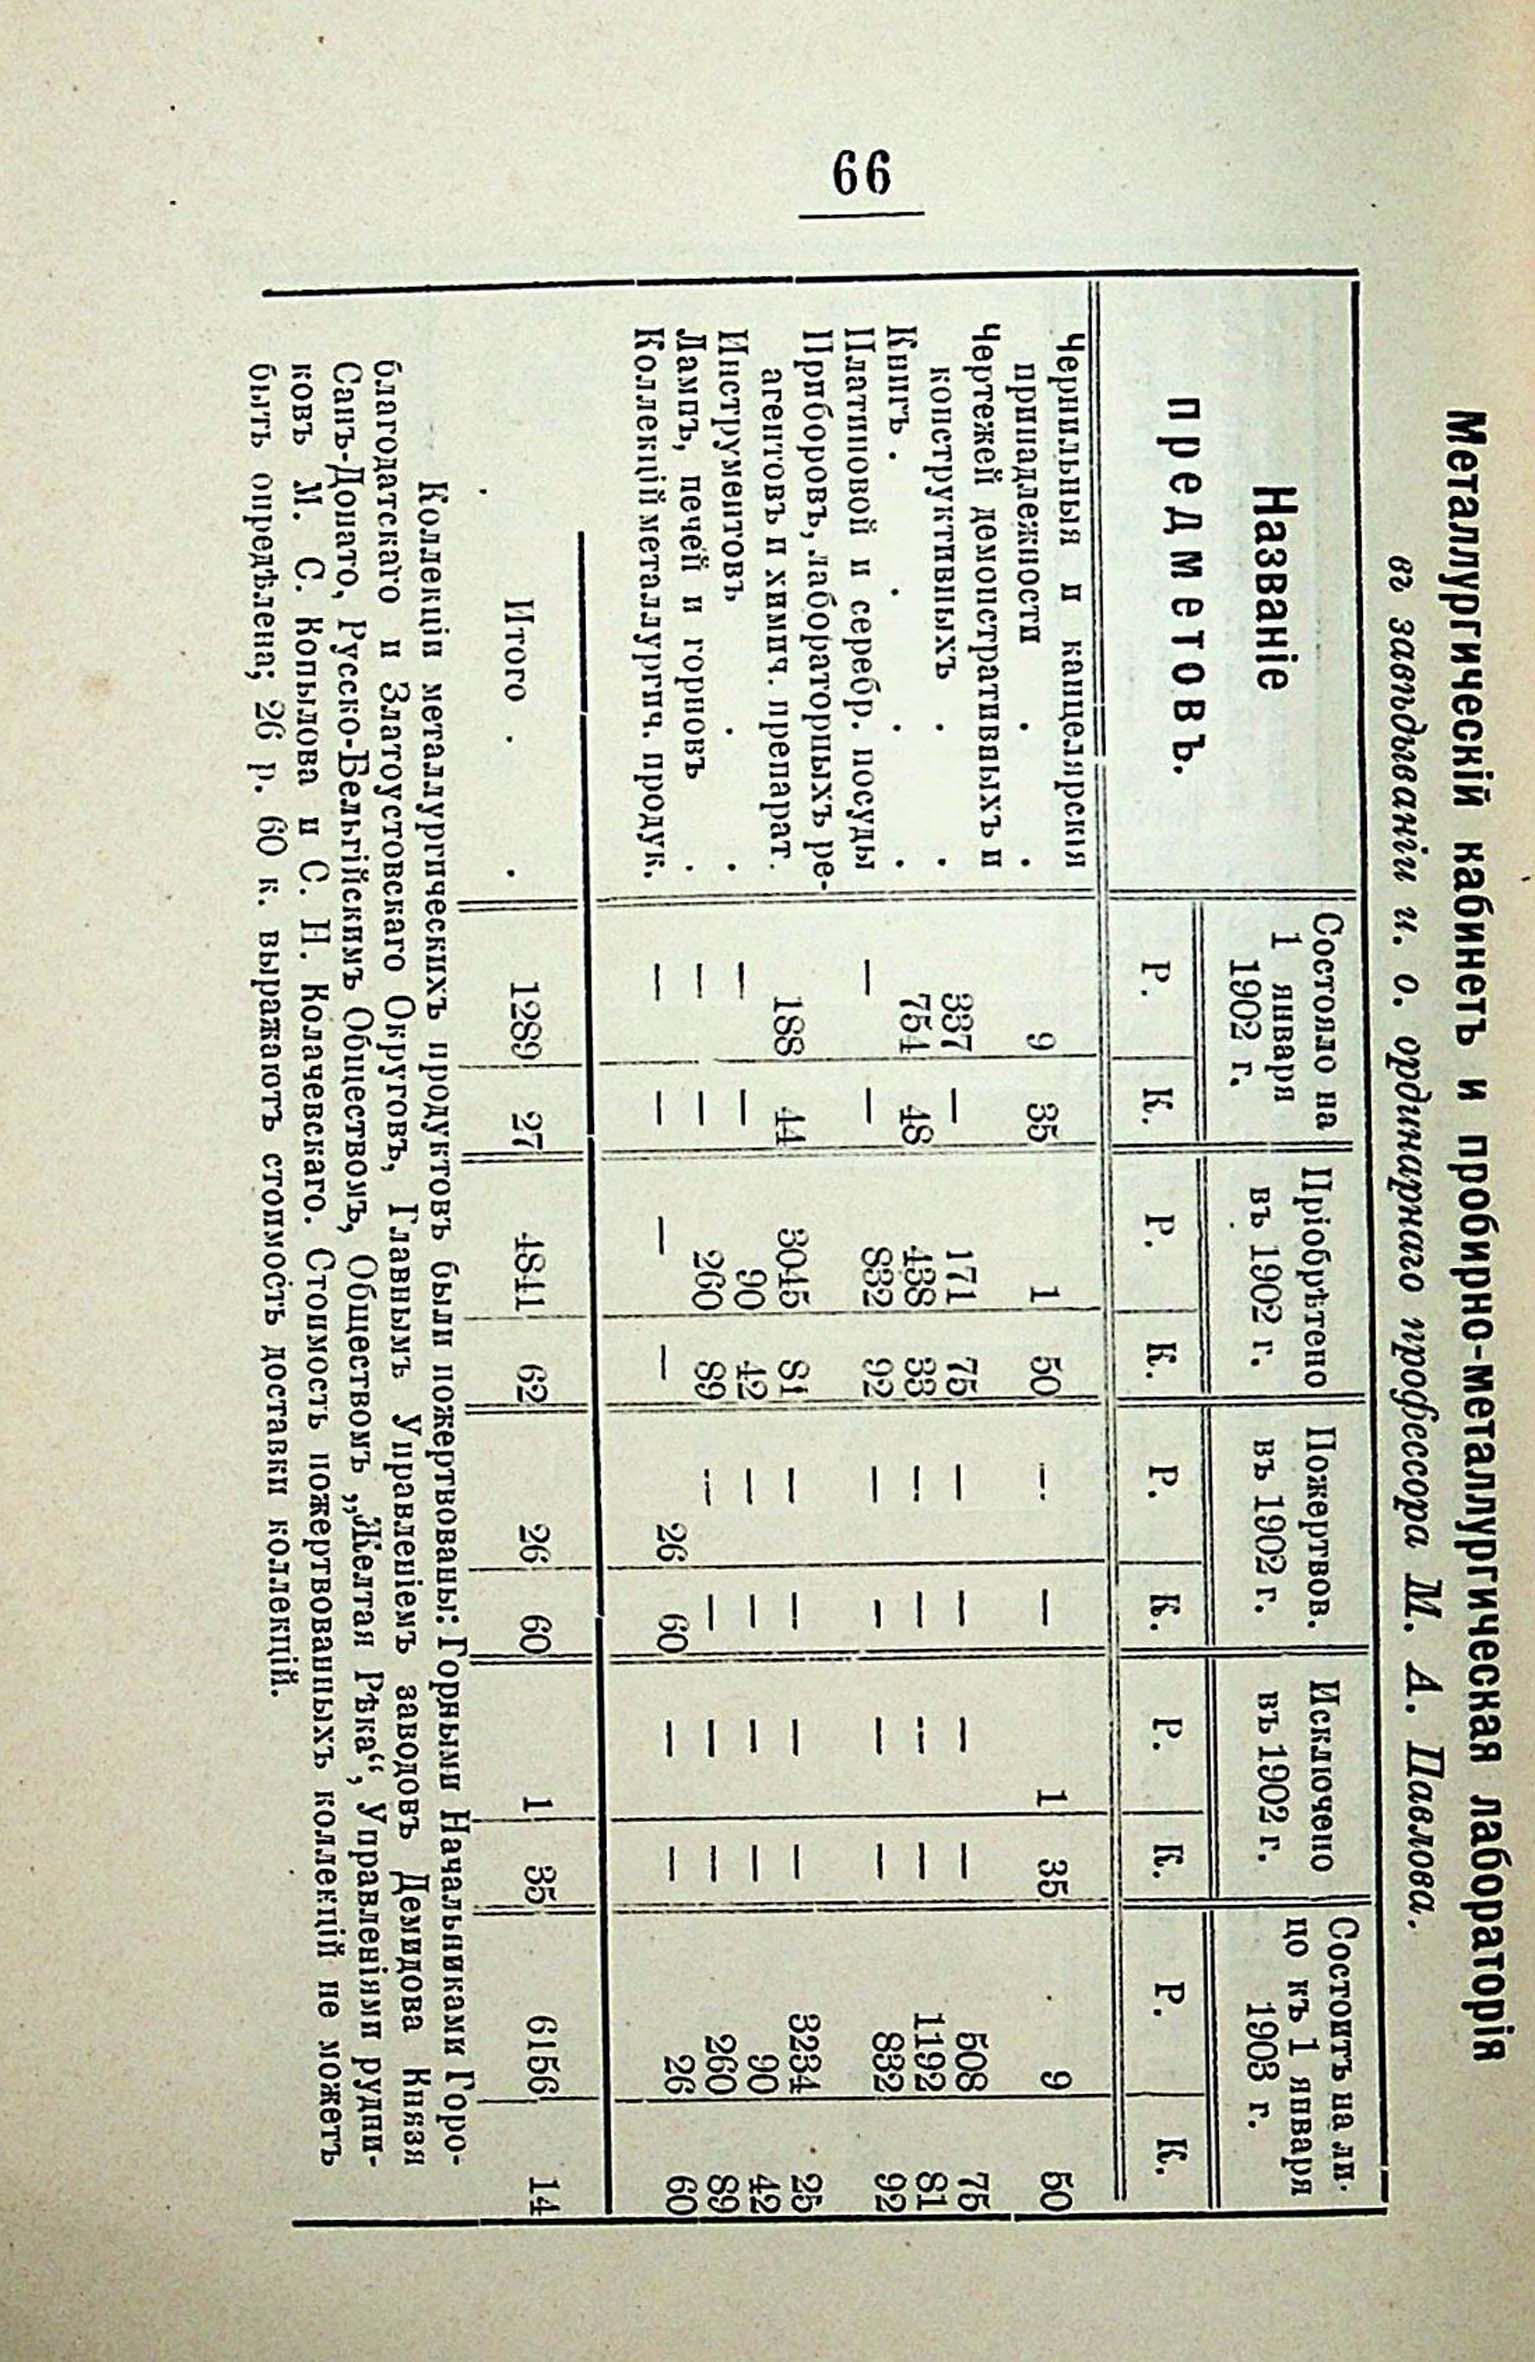 66
Металлургическій кабинетъ и пробирно-металлургическая лабораторія
въ завѣдываніи и. о. ординарнаго профессора М. А. Павлова.
Названіе предметовъ. Состояло на 1 января 1902 г. Пріобрѣтено въ 1902 г. Пожертвов. въ 1902 г. Исключено въ 1902 г. Состоитъ на ли-цо къ 1 января 1903 г.
Р. К. Р. К. Р. К. Р. К. Р. К.
Чернильныя и канцелярскія
принадлежности . . 9 35 1 50 — — 1 35 9 50
Чертежей демонстративныхъ и
конструктивныхъ . . 337 — 171 75 — — — — 508 75
Книгъ . . . . 754 48 438 33 — — — — 1192 81
Платиновой и серебр. посуды — — 832 92 — — — — 832 92
Приборовъ, лабораторныхъ ре-
агентовъ и химич. препарат. 188 44 3045 81 — — — — 3234 25
Инструментовъ . . — — 90 42 — — — — 90 42
Лампъ, печей и горновъ . — — 260 89 — — — — 260 89
Коллекцій металлургич. продук. — — — — 26 60 — — 26 60
Итого . . 1289 27 4841 62 26 60 1 35 6156 14
Коллекціи металлургическихъ продуктовъ были пожертвованы: Горными Начальниками Горо-
благодатскаго и Златоустовскаго Округовъ, Главнымъ Управленіемъ заводовъ Демидова Князя
Санъ-Донато, Русско-Бельгійскимъ Обществомъ, Обществомъ „Желтая Рѣка“, Управленіями рудни-
ковъ М. С. Копылова и С. Н. Колачевскаго. Стоимость пожертвованныхъ коллекцій не можетъ
быть опредѣлена; 26 р. 60 к. выражаютъ стоимость доставки коллекцій.